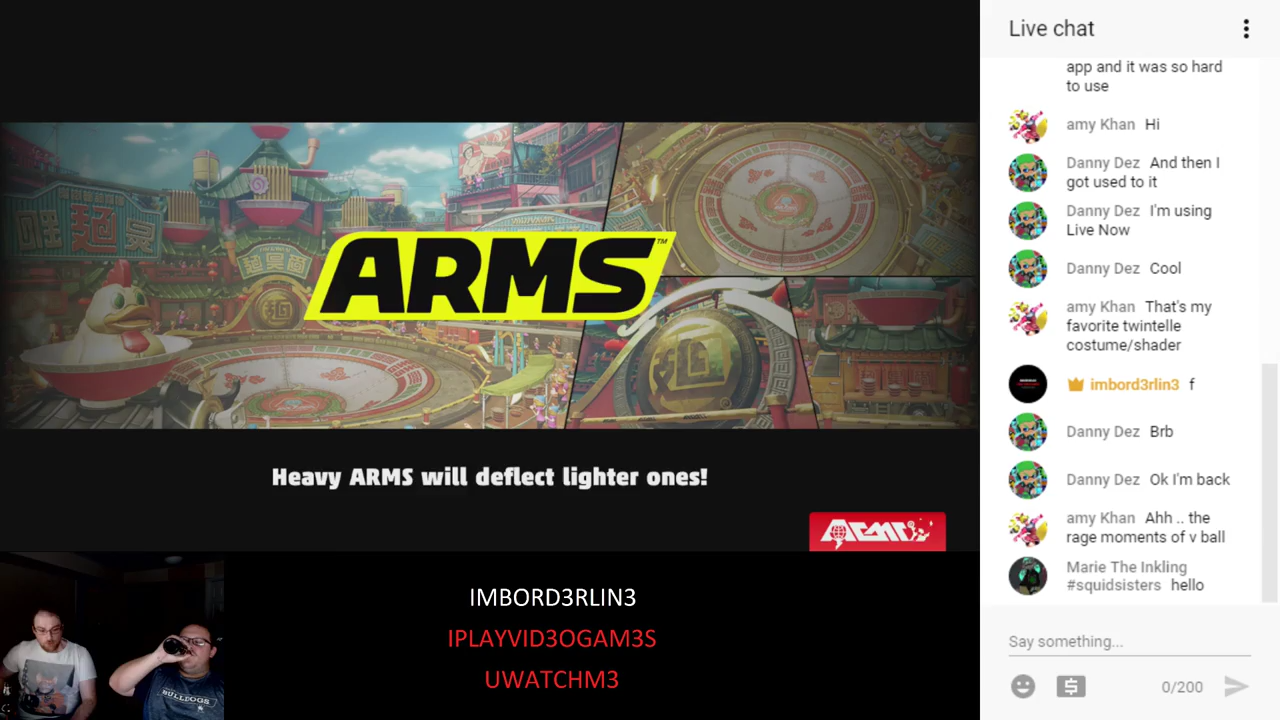 ARMS™
Heavy ARMS will deflect lighter ones!
IMBORD3RLIN3
IPLAYVID3OGAM3S
UWATCHM3
BULLDOGS
Live chat
app and it was so hard
to use
amy Khan Hi
Danny Dez And then I
got used to it
Danny Dez I'm using
Live Now
Danny Dez Cool
amy Khan That's my
favorite twintelle
costume/shader
imbord3rlin3 f
Danny Dez Brb
Danny Dez Ok I'm back
amy Khan Ahh .. the
rage moments of v ball
Marie The Inkling
#squidsisters hello
Say something...
0/200